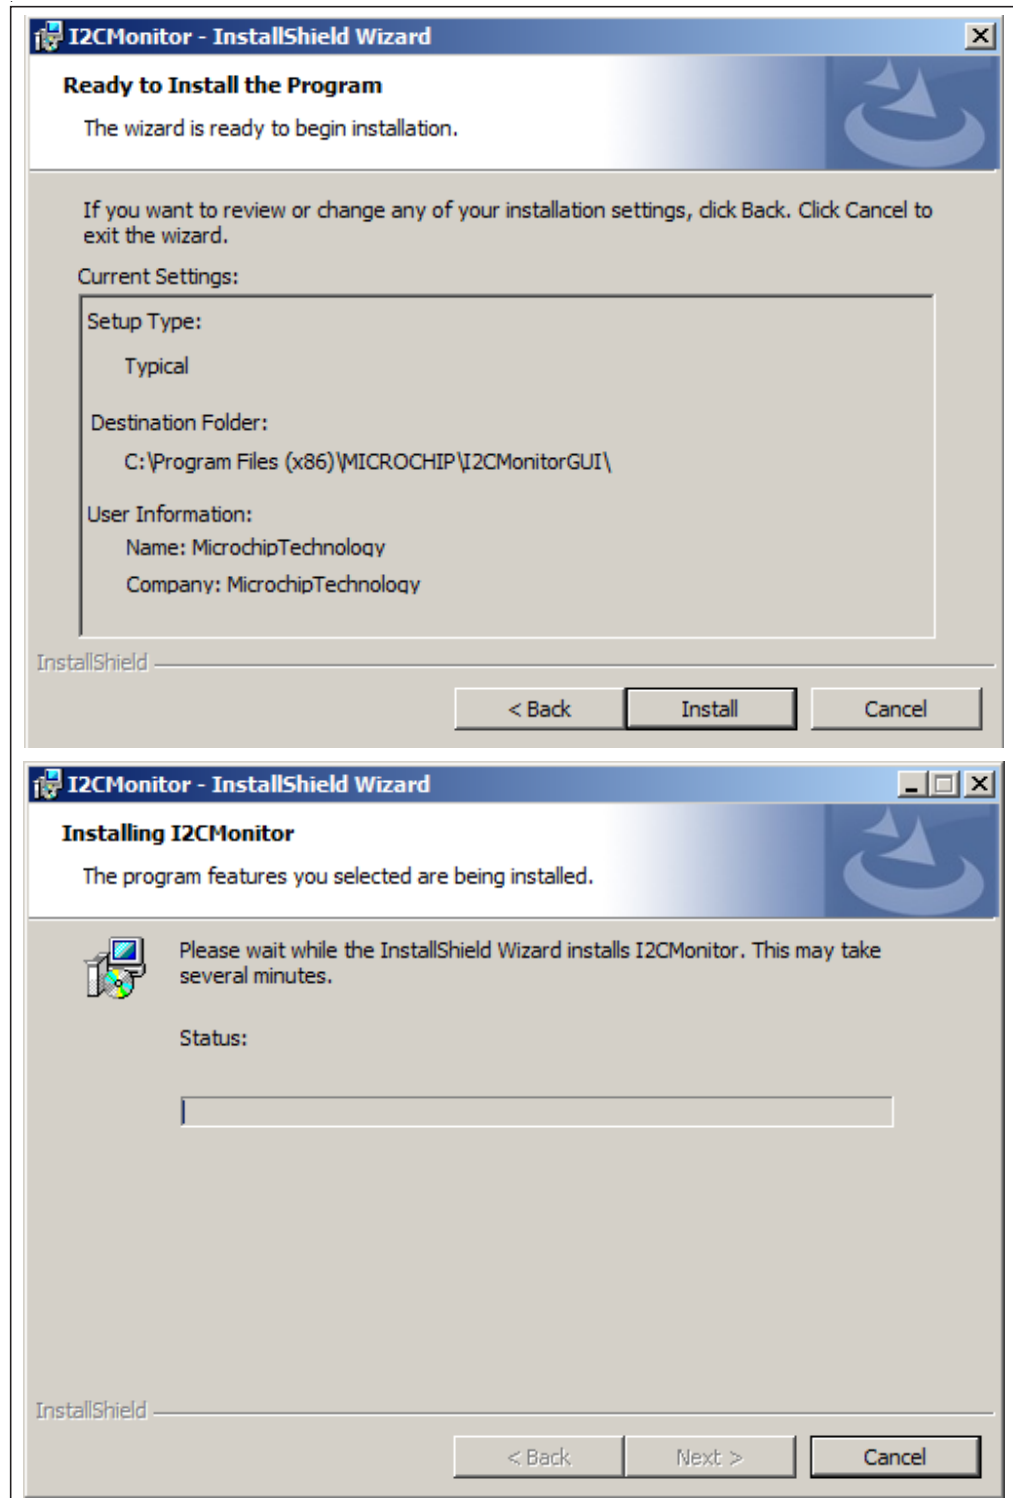 I2CMonitor - InstallShield Wizard
Ready to Install the Program
The wizard is ready to begin installation.
If you want to review or change any of your installation settings, click Back. Click Cancel to
exit the wizard.
Current Settings:
Setup Type:
Typical
Destination Folder:
C:\Program Files (x86)\MICROCHIP\I2CMonitorGUI\
User Information:
Name: MicrochipTechnology
Company: MicrochipTechnology
InstallShield
< Back Install Cancel
I2CMonitor - InstallShield Wizard
Installing I2CMonitor
The program features you selected are being installed.
Please wait while the InstallShield Wizard installs I2CMonitor. This may take
several minutes.
Status:
InstallShield
< Back Next > Cancel